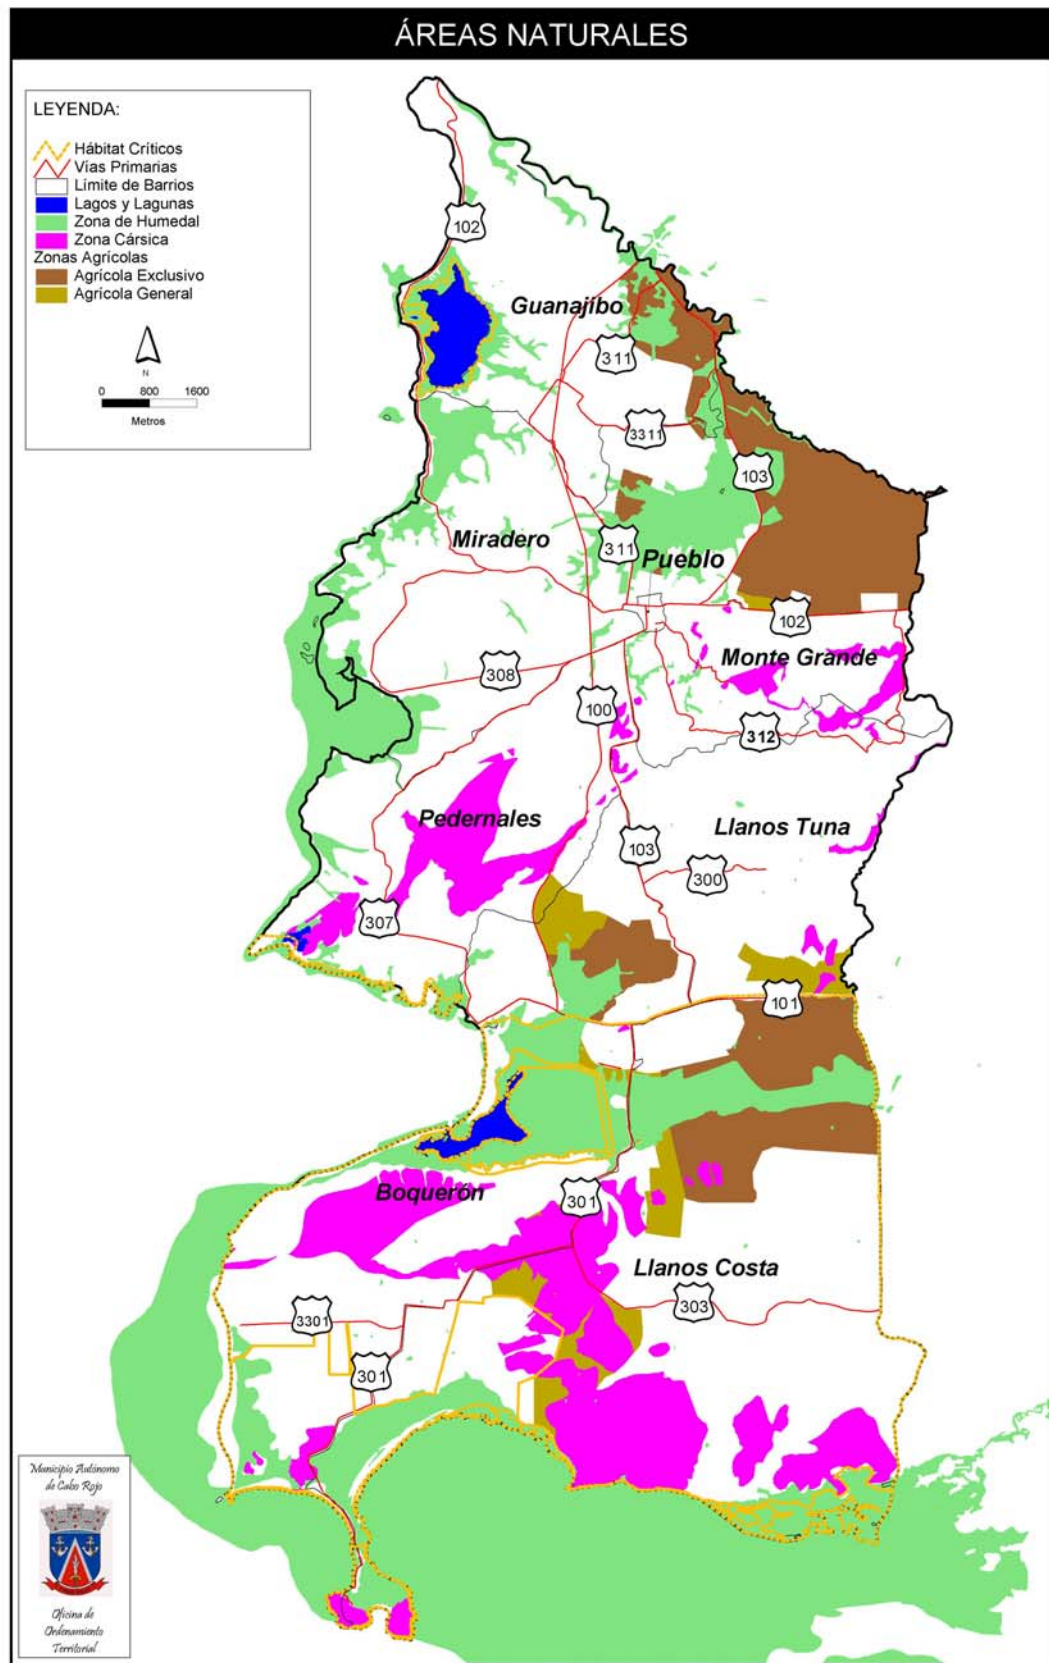 ÁREAS NATURALES
LEYENDA:
Hábitat Críticos
Vías Primarias
Límite de Barrios
Lagos y Lagunas
Zona de Humedal
Zona Cársica
Zonas Agrícolas
Agrícola Exclusivo
Agrícola General
N
0 800 1600
Metros
102
Guanajibo
311
3311
103
Miradero
311
Pueblo
102
Monte Grande
308
100
312
Pedernales
Llanos Tuna
103
300
307
101
Boquerón
301
Llanos Costa
303
3301
301
Municipio Autónomo
de Cabo Rojo
Oficina de
Ordenamiento
Territorial